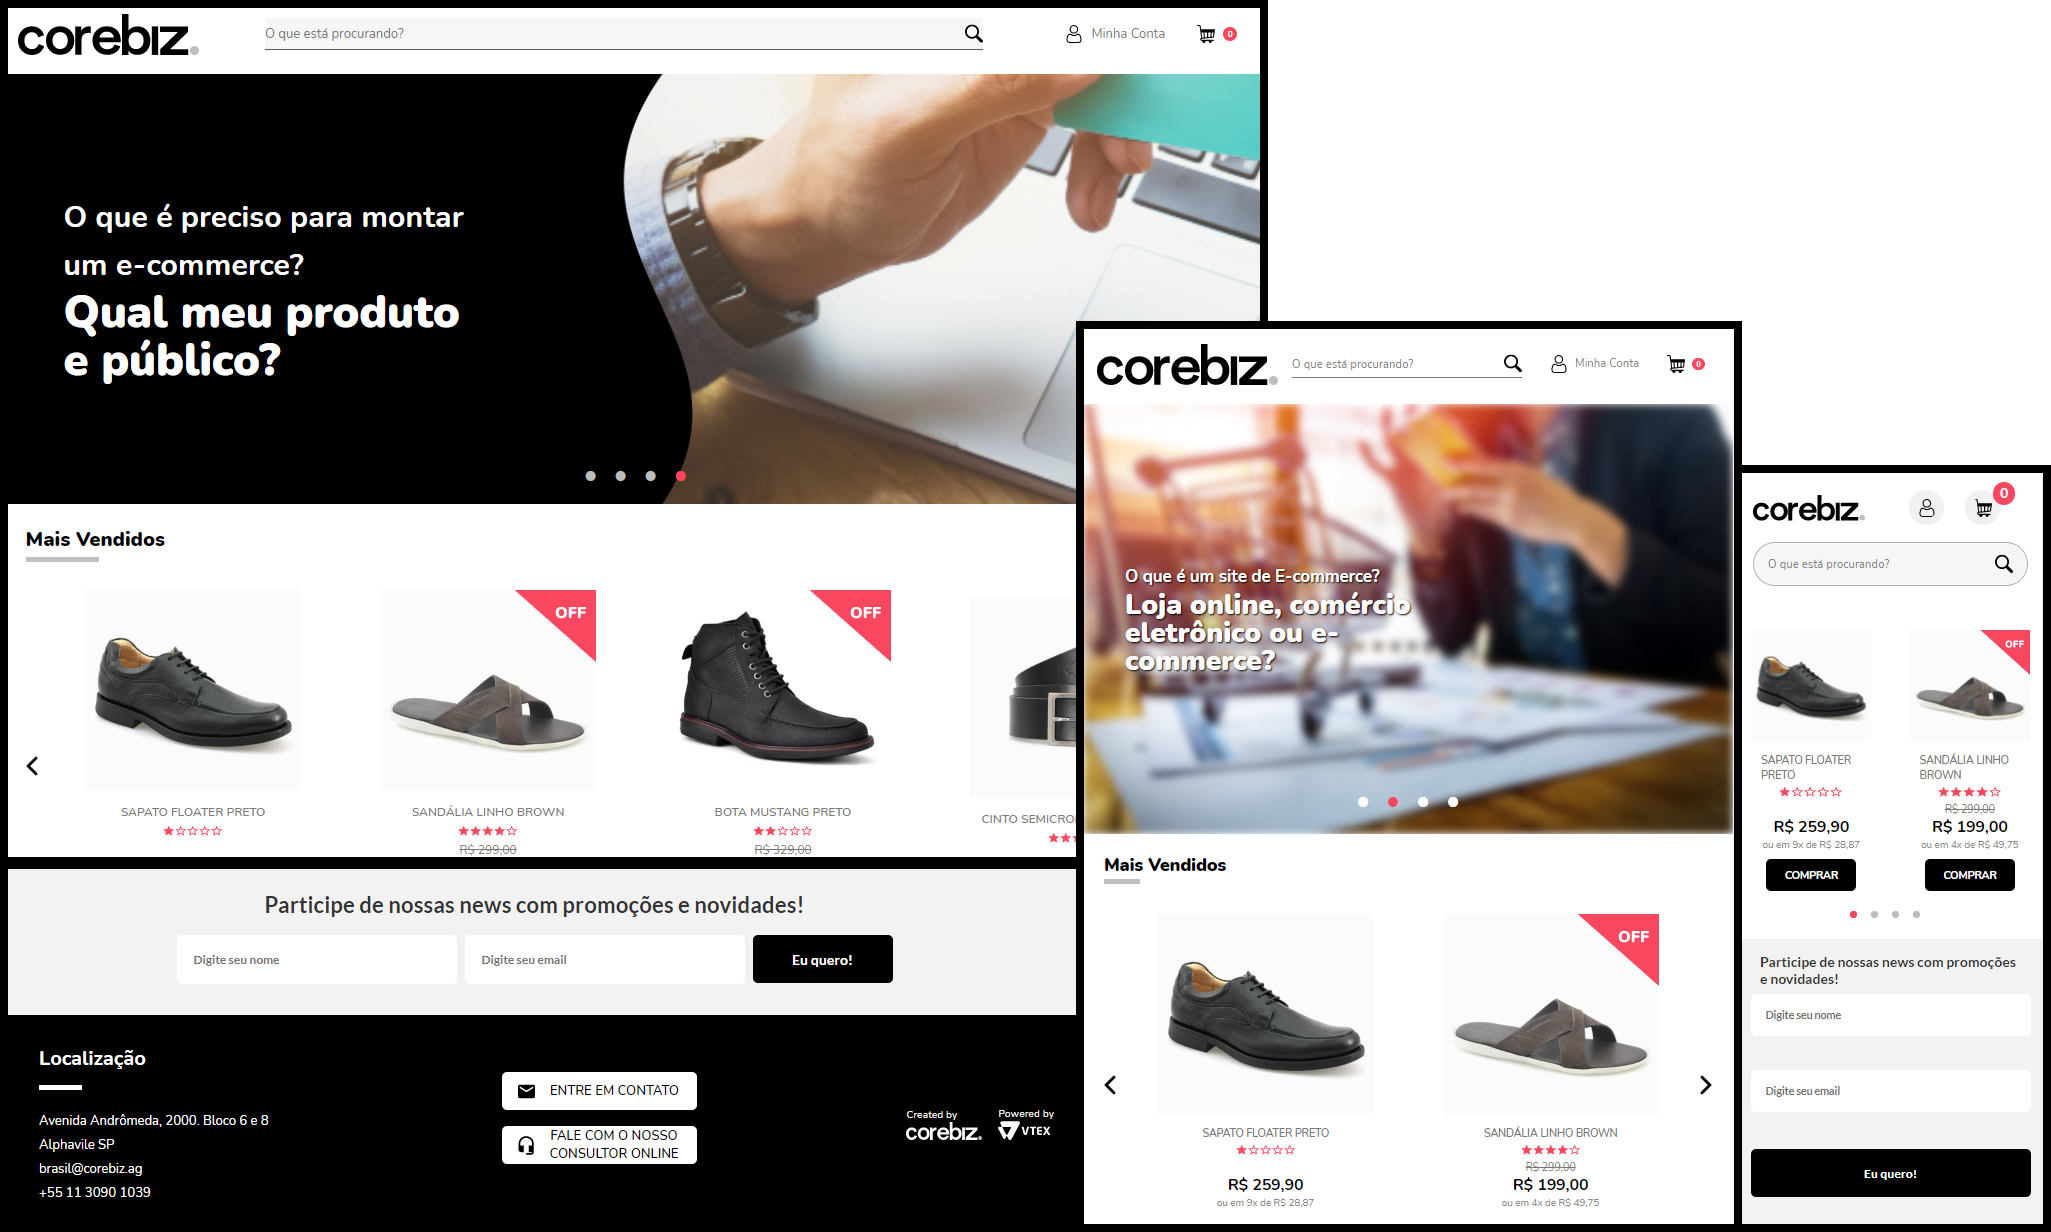 corebiz.
O que está procurando?
Minha Conta
0
O que é preciso para montar
um e-commerce?
Qual meu produto
e público?
Mais Vendidos
OFF
OFF
SAPATO FLOATER PRETO
SANDÁLIA LINHO BROWN
R$ 299,00
BOTA MUSTANG PRETO
R$ 329,00
CINTO SEMICRO
Participe de nossas news com promoções e novidades!
Digite seu nome
Digite seu email
Eu quero!
Localização
Avenida Andrômeda, 2000. Bloco 6 e 8
Alphavile SP
brasil@corebiz.ag
+55 11 3090 1039
ENTRE EM CONTATO
FALE COM O NOSSO
CONSULTOR ONLINE
Created by
corebiz.
Powered by
VTEX
corebiz.
O que está procurando?
Minha Conta
0
O que é um site de E-commerce?
Loja online, comércio
eletrônico ou e-
commerce?
Mais Vendidos
OFF
SAPATO FLOATER PRETO
R$ 259,90
ou em 9x de R$ 28,87
SANDÁLIA LINHO BROWN
R$ 299,00
R$ 199,00
ou em 4x de R$ 49,75
corebiz.
0
O que está procurando?
OFF
SAPATO FLOATER
PRETO
R$ 259,90
ou em 9x de R$ 28,87
COMPRAR
SANDÁLIA LINHO
BROWN
R$ 299,00
R$ 199,00
ou em 4x de R$ 49,75
COMPRAR
Participe de nossas news com promoções
e novidades!
Digite seu nome
Digite seu email
Eu quero!